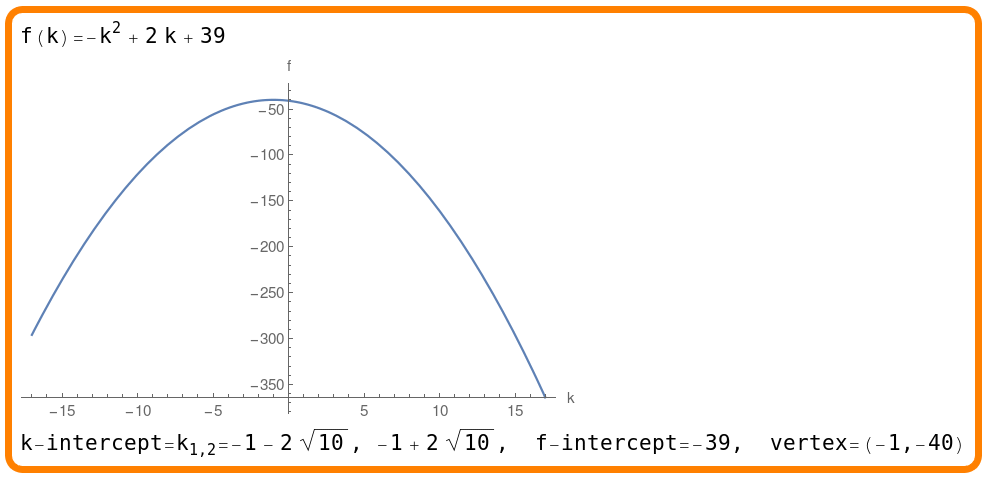 f(k)=-k² + 2 k + 39
f
-50
-100
-150
-200
-250
-300
-350
-15 -10 -5 5 10 15 k
k-intercept=k₁,₂=-1 - 2 √10, -1 + 2 √10, f-intercept=-39, vertex=(-1,-40)